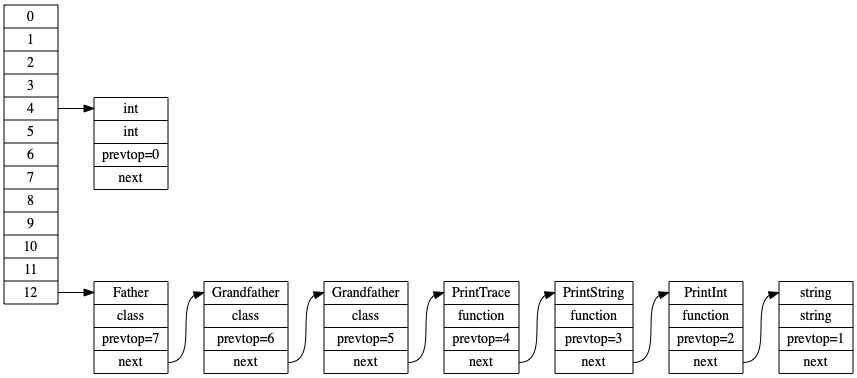 0
1
2
3
4
5
6
7
8
9
10
11
12
int
int
prevtop=0
next
Father
class
prevtop=7
next
Grandfather
class
prevtop=6
next
Grandfather
class
prevtop=5
next
PrintTrace
function
prevtop=4
next
PrintString
function
prevtop=3
next
PrintInt
function
prevtop=2
next
string
string
prevtop=1
next